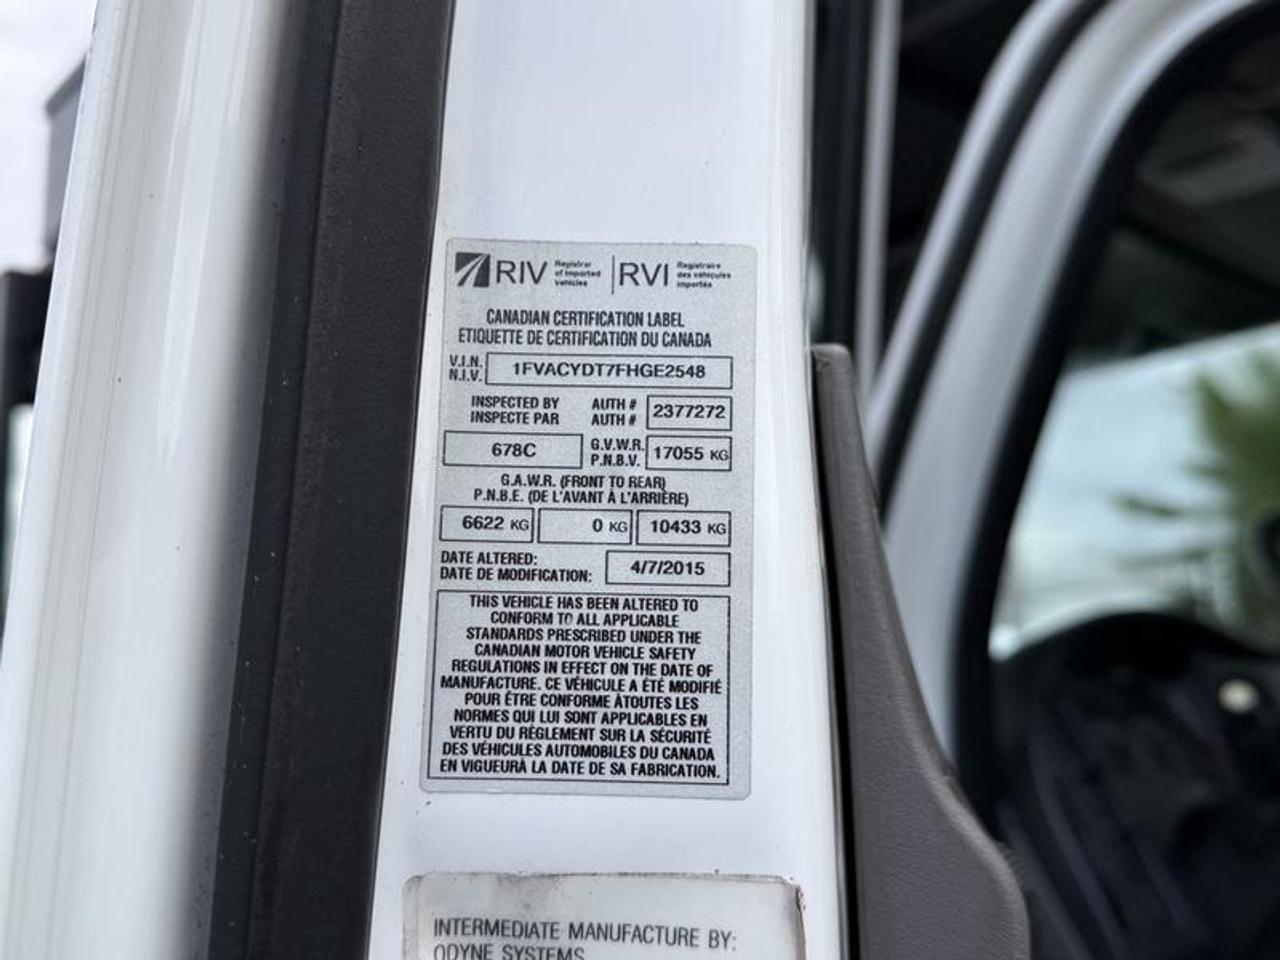 RIV Registrar of imported vehicles RVI Registraire des véhicules importés
CANADIAN CERTIFICATION LABEL
ETIQUETTE DE CERTIFICATION DU CANADA
V.I.N. 1FVACYDT7FHGE2548
N.I.V.
INSPECTED BY AUTH # 2377272
INSPECTE PAR AUTH #
678C G.V.W.R. 17055 KG
P.N.B.V.
G.A.W.R. (FRONT TO REAR)
P.N.B.E. (DE L'AVANT À L'ARRIÈRE)
6622 KG 0 KG 10433 KG
DATE ALTERED: 4/7/2015
DATE DE MODIFICATION:
THIS VEHICLE HAS BEEN ALTERED TO
CONFORM TO ALL APPLICABLE
STANDARDS PRESCRIBED UNDER THE
CANADIAN MOTOR VEHICLE SAFETY
REGULATIONS IN EFFECT ON THE DATE OF
MANUFACTURE. CE VÉHICULE A ÉTÉ MODIFIÉ
POUR ÊTRE CONFORME ÀTOUTES LES
NORMES QUI LUI SONT APPLICABLES EN
VERTU DU RÈGLEMENT SUR LA SÉCURITÉ
DES VÉHICULES AUTOMOBILES DU CANADA
EN VIGUEURÀ LA DATE DE SA FABRICATION.
INTERMEDIATE MANUFACTURE BY:
ODYNE SYSTEMS